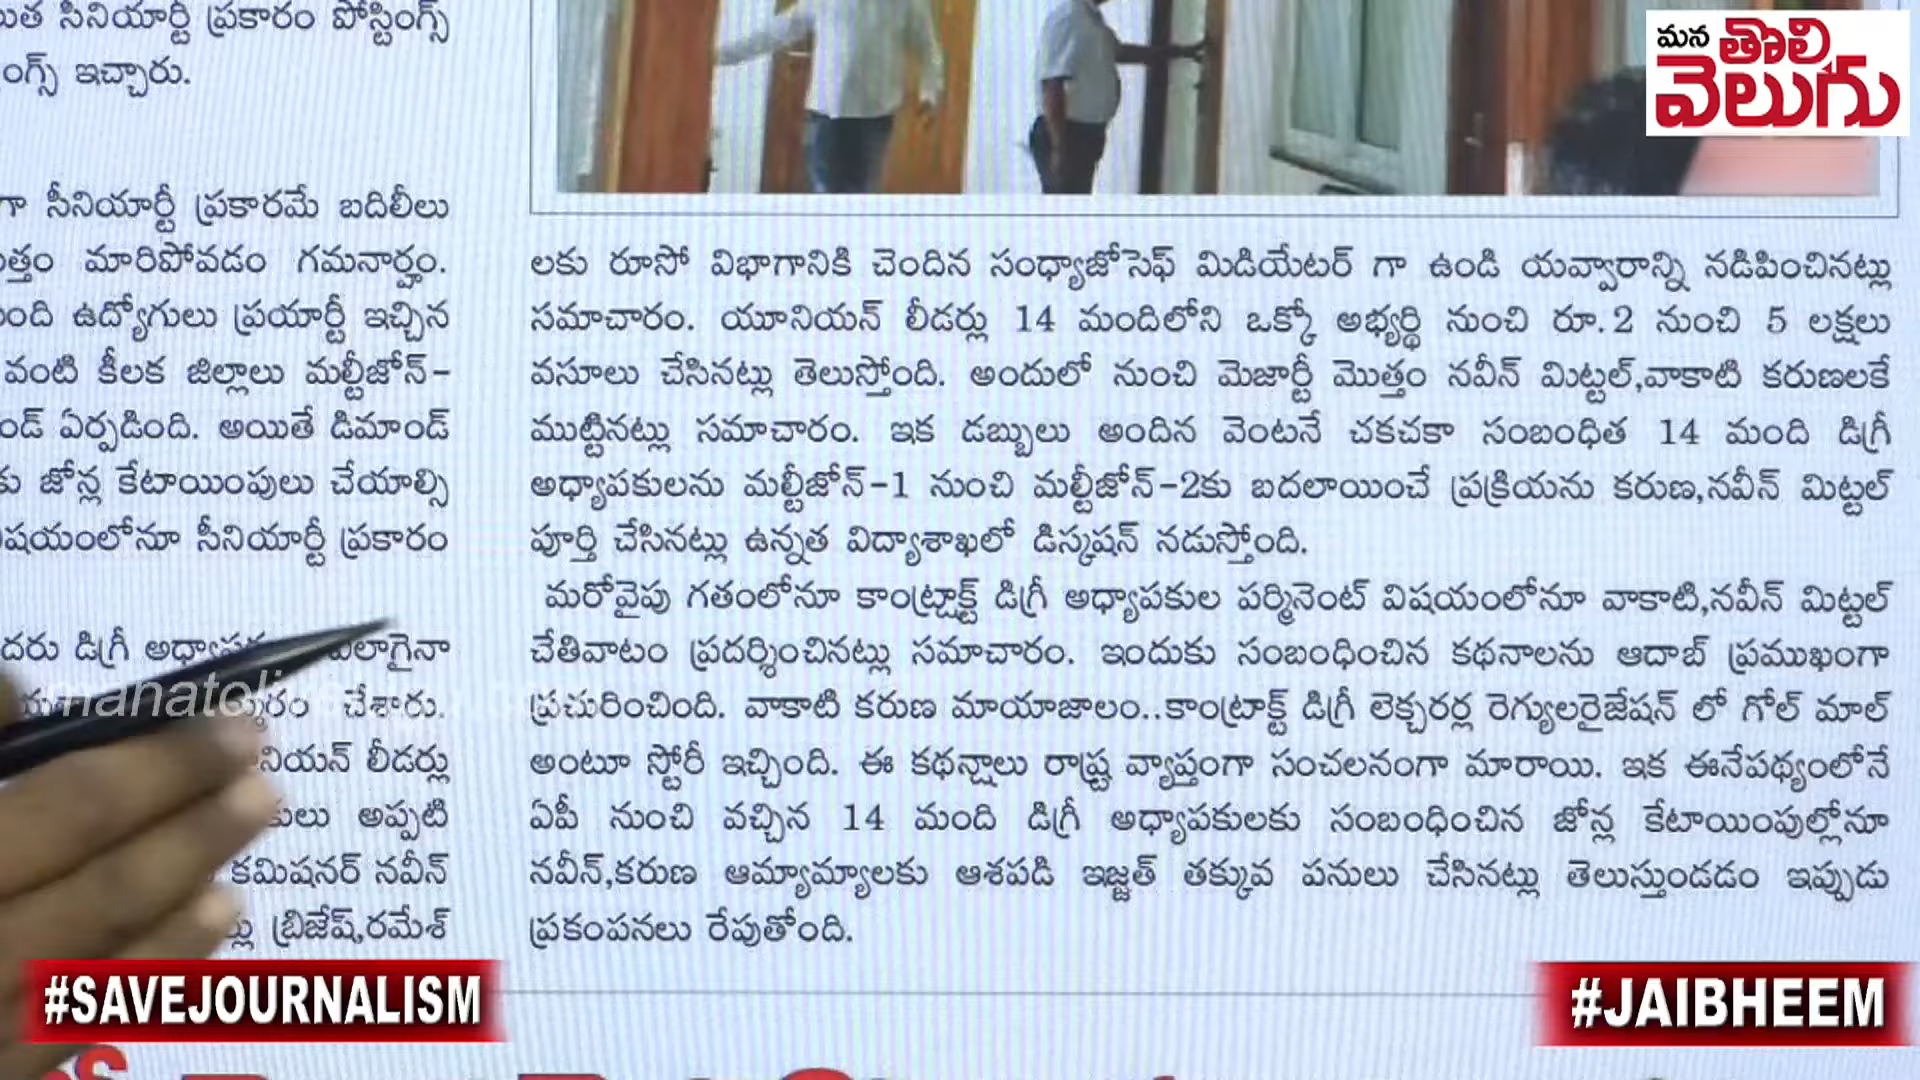 యిత సీనియార్టీ ప్రకారం పోస్టింగ్స్
ంగ్స్ ఇచ్చారు.
గా సీనియార్టీ ప్రకారమే బదిలీలు
త్తం మారిపోవడం గమనార్హం.
ంది ఉద్యోగులు ప్రయార్టీ ఇచ్చిన
వంటి కీలక జిల్లాలు మల్టీజోన్-
ండ్ ఏర్పడింది. అయితే డిమాండ్
కు జోన్ల కేటాయింపులు చేయాల్సి
విషయంలోనూ సీనియార్టీ ప్రకారం
దరు డిగ్రీ
చేశారు.
నియన్ లీడర్లు
కులు అప్పటి
కమిషనర్ నవీన్
బ్రిజేష్,రమేశ్
లకు రూసో విభాగానికి చెందిన సంధ్యాజోసెఫ్ మిడియేటర్ గా ఉండి యవ్వారాన్ని నడిపించినట్లు
సమాచారం. యూనియన్ లీడర్లు 14 మందిలోని ఒక్కో అభ్యర్థి నుంచి రూ.2 నుంచి 5 లక్షలు
వసూలు చేసినట్లు తెలుస్తోంది. అందులో నుంచి మెజార్టీ మొత్తం నవీన్ మిట్టల్,వాకాటి కరుణలకే
ముట్టినట్లు సమాచారం. ఇక డబ్బులు అందిన వెంటనే చకచకా సంబంధిత 14 మంది డిగ్రీ
అధ్యాపకులను మల్టీజోన్-1 నుంచి మల్టీజోన్-2కు బదలాయించే ప్రక్రియను కరుణ,నవీన్ మిట్టల్
పూర్తి చేసినట్లు ఉన్నత విద్యాశాఖలో డిస్కషన్ నడుస్తోంది.
మరోవైపు గతంలోనూ కాంట్రాక్ట్ డిగ్రీ అధ్యాపకుల పర్మినెంట్ విషయంలోనూ వాకాటి,నవీన్ మిట్టల్
చేతివాటం ప్రదర్శించినట్లు సమాచారం. ఇందుకు సంబంధించిన కథనాలను ఆదాబ్ ప్రముఖంగా
ప్రచురించింది. వాకాటి కరుణ మాయాజాలం..కాంట్రాక్ట్ డిగ్రీ లెక్చరర్ల రెగ్యులరైజేషన్ లో గోల్ మాల్
అంటూ స్టోరీ ఇచ్చింది. ఈ కథన్షాలు రాష్ట్ర వ్యాప్తంగా సంచలనంగా మారాయి. ఇక ఈనేపథ్యంలోనే
ఏపీ నుంచి వచ్చిన 14 మంది డిగ్రీ అధ్యాపకులకు సంబంధించిన జోన్ల కేటాయింపుల్లోనూ
నవీన్,కరుణ ఆమ్యామ్యాలకు ఆశపడి ఇజ్జత్ తక్కువ పనులు చేసినట్లు తెలుస్తుండడం ఇప్పుడు
ప్రకంపనలు రేపుతోంది.
మన తొలి వెలుగు
#SAVEJOURNALISM
#JAIBHEEM